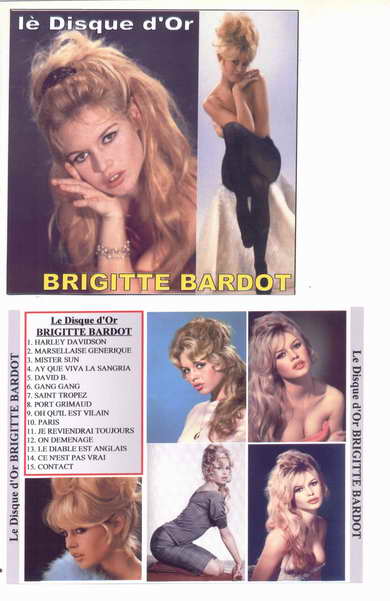 lè Disque d'Or
BRIGITTE BARDOT
Le Disque d'Or BRIGITTE BARDOT
Le Disque d'Or
BRIGITTE BARDOT
1. HARLEY DAVIDSON
2. MARSELLAISE GENERIQUE
3. MISTER SUN
4. AY QUE VIVA LA SANGRIA
5. DAVID B.
6. GANG GANG
7. SAINT TROPEZ
8. PORT GRIMAUD
9. OH QU'IL EST VILAIN
10. PARIS
11. JE REVIENDRAI TOUJOURS
12. ON DEMENAGE
13. LE DIABLE EST ANGLAIS
14. CE N'EST PAS VRAI
15. CONTACT
Le Disque d'Or BRIGITTE BARDOT